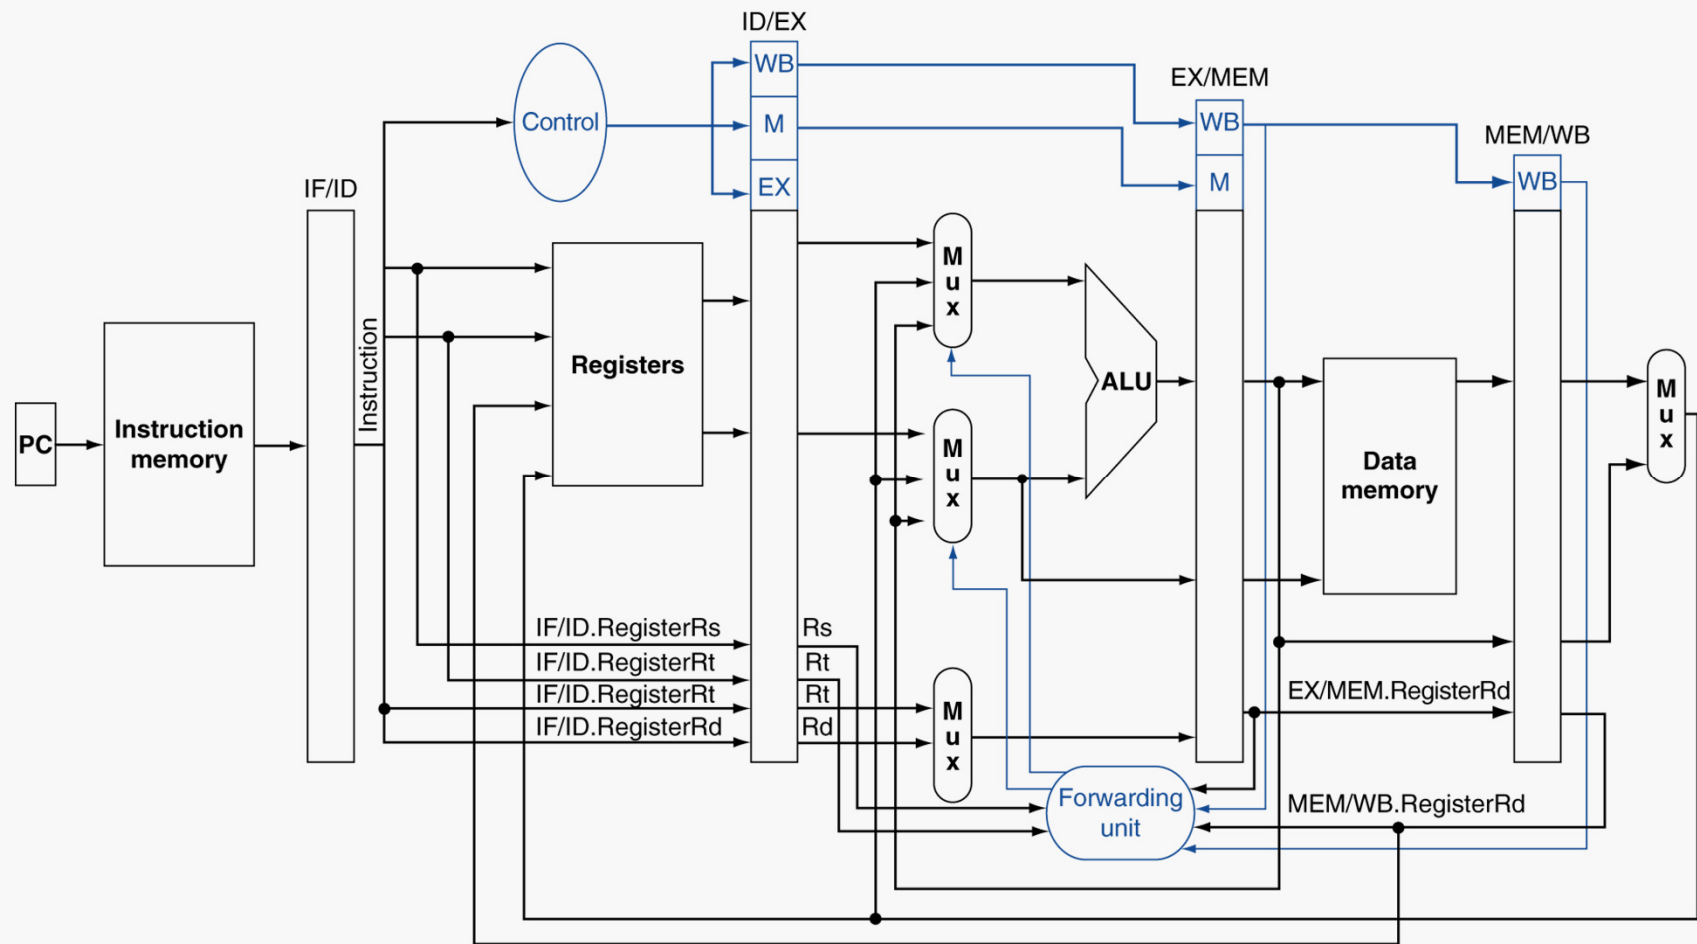 ID/EX
WB
EX/MEM
Control
M
WB
MEM/WB
IF/ID
EX
M
WB
M
u
x
Instruction
Registers
PC
Instruction
memory
ALU
M
u
x
M
u
x
Data
memory
IF/ID.RegisterRs
Rs
IF/ID.RegisterRt
Rt
IF/ID.RegisterRt
Rt
IF/ID.RegisterRd
Rd
M
u
x
EX/MEM.RegisterRd
Forwarding
unit
MEM/WB.RegisterRd